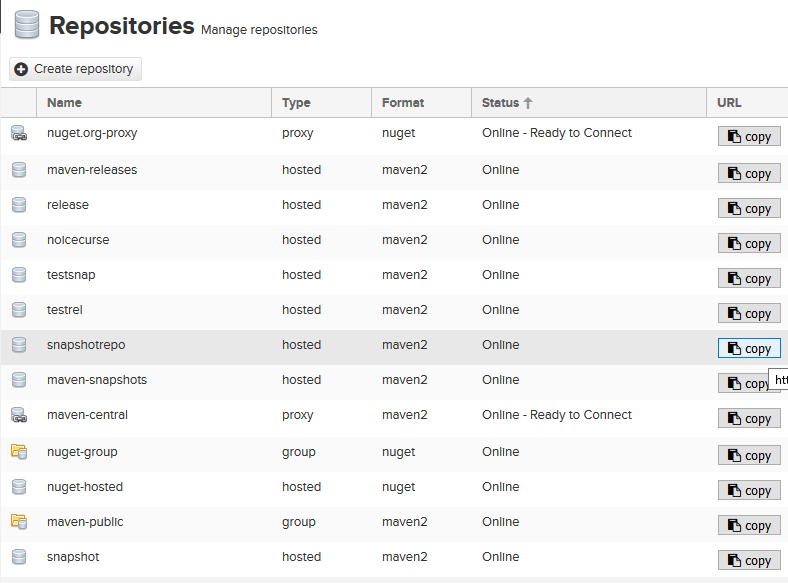 Repositories Manage repositories
Create repository
Name Type Format Status URL
nuget.org-proxy proxy nuget Online - Ready to Connect copy
maven-releases hosted maven2 Online copy
release hosted maven2 Online copy
noicecurse hosted maven2 Online copy
testsnap hosted maven2 Online copy
testrel hosted maven2 Online copy
snapshotrepo hosted maven2 Online copy
maven-snapshots hosted maven2 Online copy
htt
maven-central proxy maven2 Online - Ready to Connect copy
nuget-group group nuget Online copy
nuget-hosted hosted nuget Online copy
maven-public group maven2 Online copy
snapshot hosted maven2 Online copy